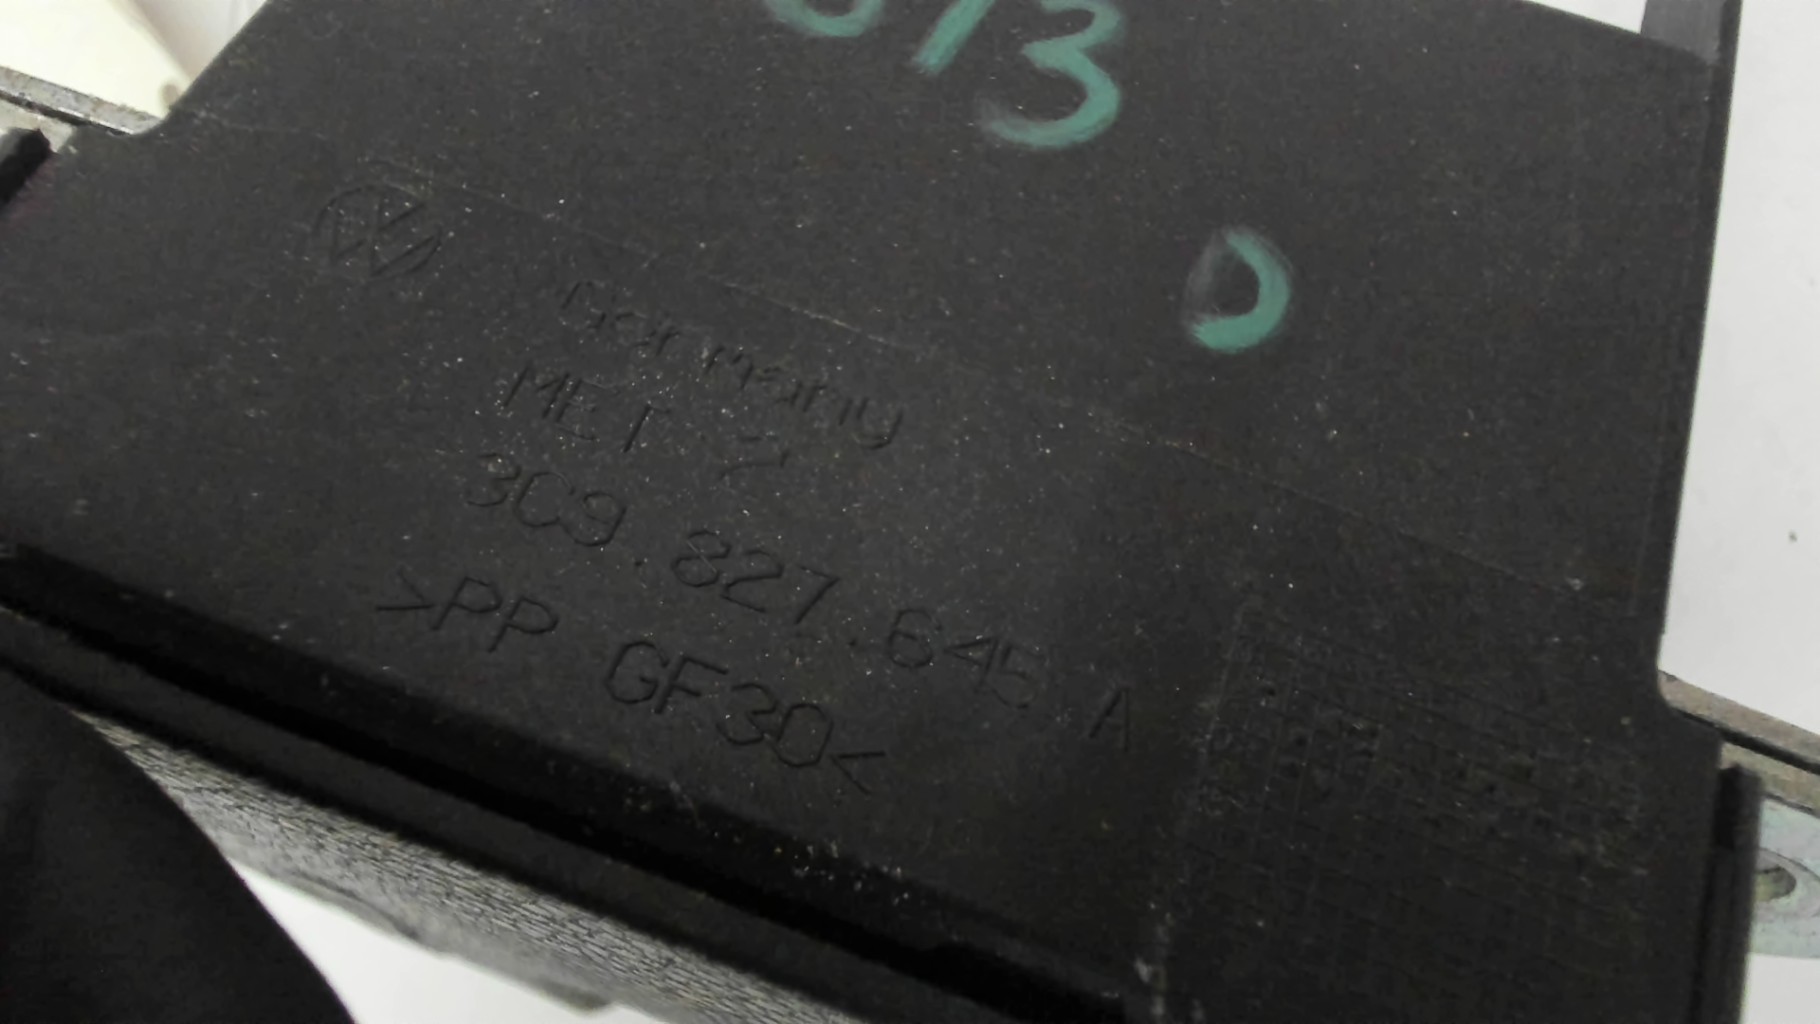 613
D
Germany
MET 2
3C9.827.645 A
>PP GF30<